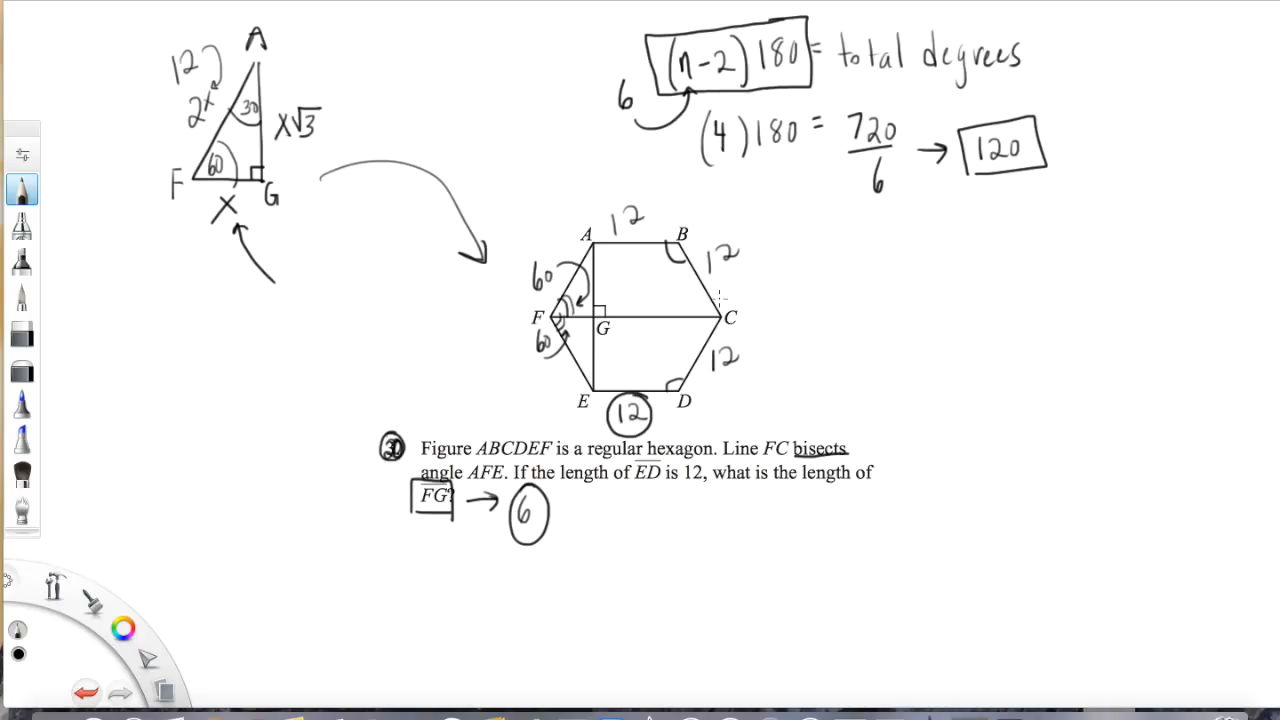 A
12
2x
30
x√3
60
F
G
x
(n-2) 180 = total degrees
6
(4) 180 = 720/6 → 120
12
A
B
60
12
F
G
C
60
12
E
D
12
30 Figure ABCDEF is a regular hexagon. Line FC bisects
angle AFE. If the length of ED is 12, what is the length of
FG? → 6